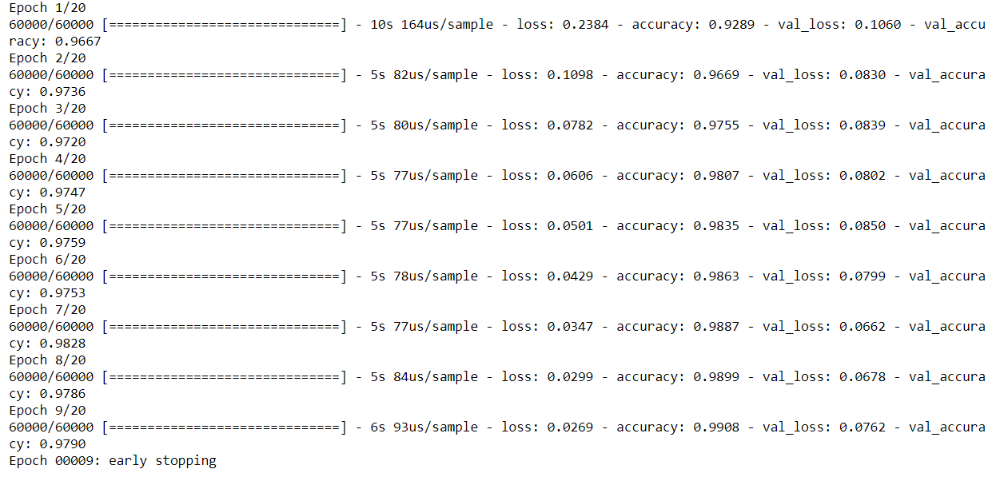 Epoch 1/20
60000/60000 [==============================] - 10s 164us/sample - loss: 0.2384 - accuracy: 0.9289 - val_loss: 0.1060 - val_accu
racy: 0.9667
Epoch 2/20
60000/60000 [==============================] - 5s 82us/sample - loss: 0.1098 - accuracy: 0.9669 - val_loss: 0.0830 - val_accura
cy: 0.9736
Epoch 3/20
60000/60000 [==============================] - 5s 80us/sample - loss: 0.0782 - accuracy: 0.9755 - val_loss: 0.0839 - val_accura
cy: 0.9720
Epoch 4/20
60000/60000 [==============================] - 5s 77us/sample - loss: 0.0606 - accuracy: 0.9807 - val_loss: 0.0802 - val_accura
cy: 0.9747
Epoch 5/20
60000/60000 [==============================] - 5s 77us/sample - loss: 0.0501 - accuracy: 0.9835 - val_loss: 0.0850 - val_accura
cy: 0.9759
Epoch 6/20
60000/60000 [==============================] - 5s 78us/sample - loss: 0.0429 - accuracy: 0.9863 - val_loss: 0.0799 - val_accura
cy: 0.9753
Epoch 7/20
60000/60000 [==============================] - 5s 77us/sample - loss: 0.0347 - accuracy: 0.9887 - val_loss: 0.0662 - val_accura
cy: 0.9828
Epoch 8/20
60000/60000 [==============================] - 5s 84us/sample - loss: 0.0299 - accuracy: 0.9899 - val_loss: 0.0678 - val_accura
cy: 0.9786
Epoch 9/20
60000/60000 [==============================] - 6s 93us/sample - loss: 0.0269 - accuracy: 0.9908 - val_loss: 0.0762 - val_accura
cy: 0.9790
Epoch 00009: early stopping